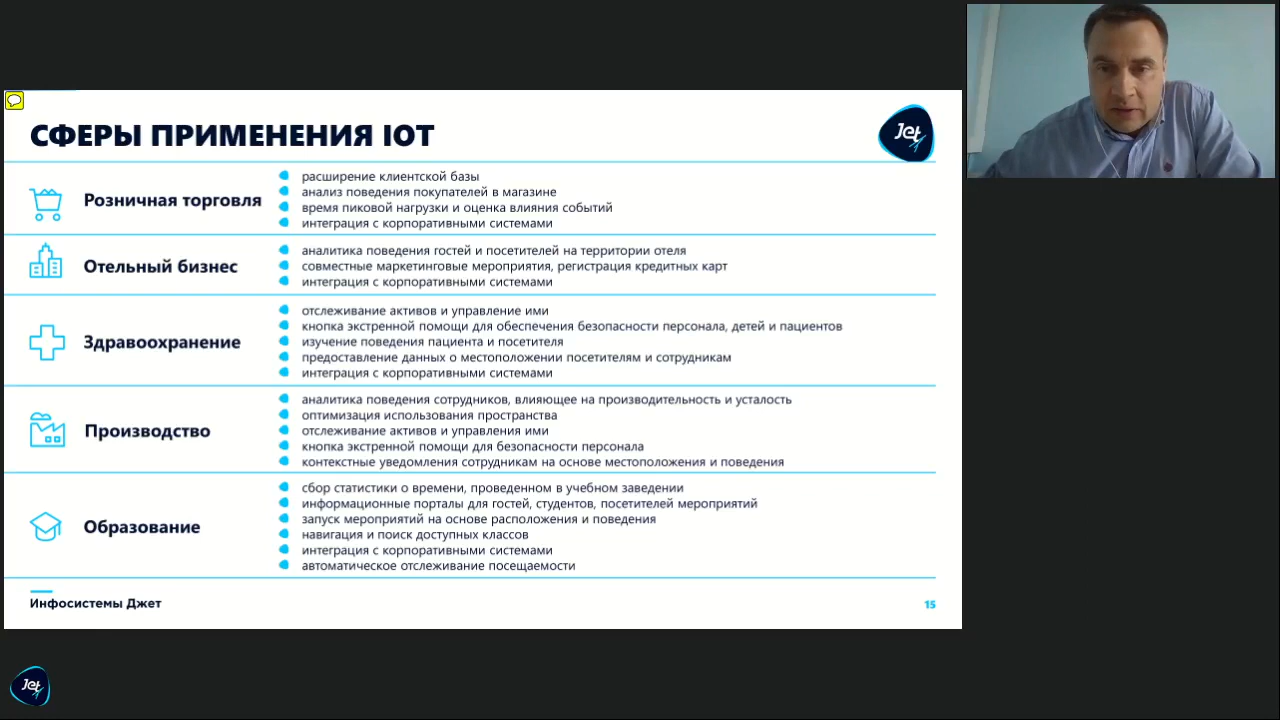 СФЕРЫ ПРИМЕНЕНИЯ IOT
Jet
Розничная торговля
расширение клиентской базы
анализ поведения покупателей в магазине
время пиковой нагрузки и оценка влияния событий
интеграция с корпоративными системами
Отельный бизнес
аналитика поведения гостей и посетителей на территории отеля
совместные маркетинговые мероприятия, регистрация кредитных карт
интеграция с корпоративными системами
Здравоохранение
отслеживание активов и управление ими
кнопка экстренной помощи для обеспечения безопасности персонала, детей и пациентов
изучение поведения пациента и посетителя
предоставление данных о местоположении посетителям и сотрудникам
интеграция с корпоративными системами
Производство
аналитика поведения сотрудников, влияющее на производительность и усталость
оптимизация использования пространства
отслеживание активов и управления ими
кнопка экстренной помощи для безопасности персонала
контекстные уведомления сотрудникам на основе местоположения и поведения
Образование
сбор статистики о времени, проведенном в учебном заведении
информационные порталы для гостей, студентов, посетителей мероприятий
запуск мероприятий на основе расположения и поведения
навигация и поиск доступных классов
интеграция с корпоративными системами
автоматическое отслеживание посещаемости
Инфосистемы Джет
15
Jet